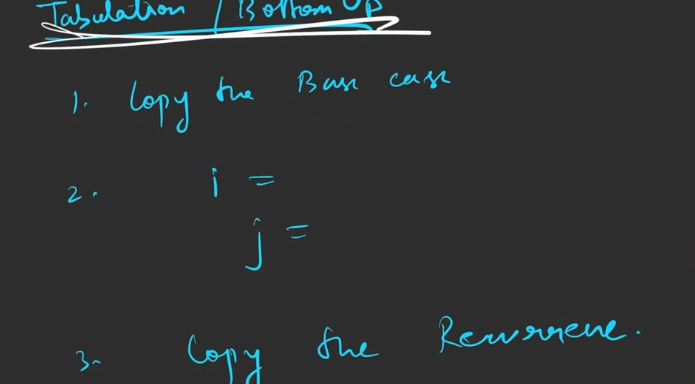 Tabulation / Bottom Up
1. Copy the Base case
2. i =
j =
3- Copy the Recurrence.